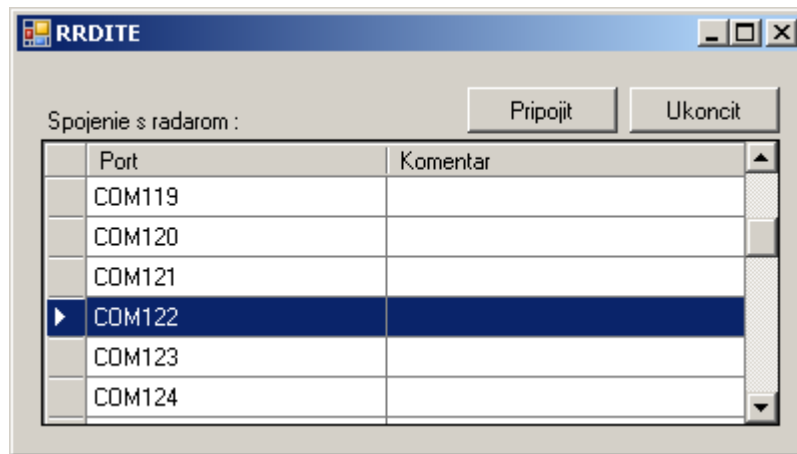 RRDITE
Pripojit Ukoncit
Spojenie s radarom :
Port Komentar
COM119
COM120
COM121
COM122
COM123
COM124